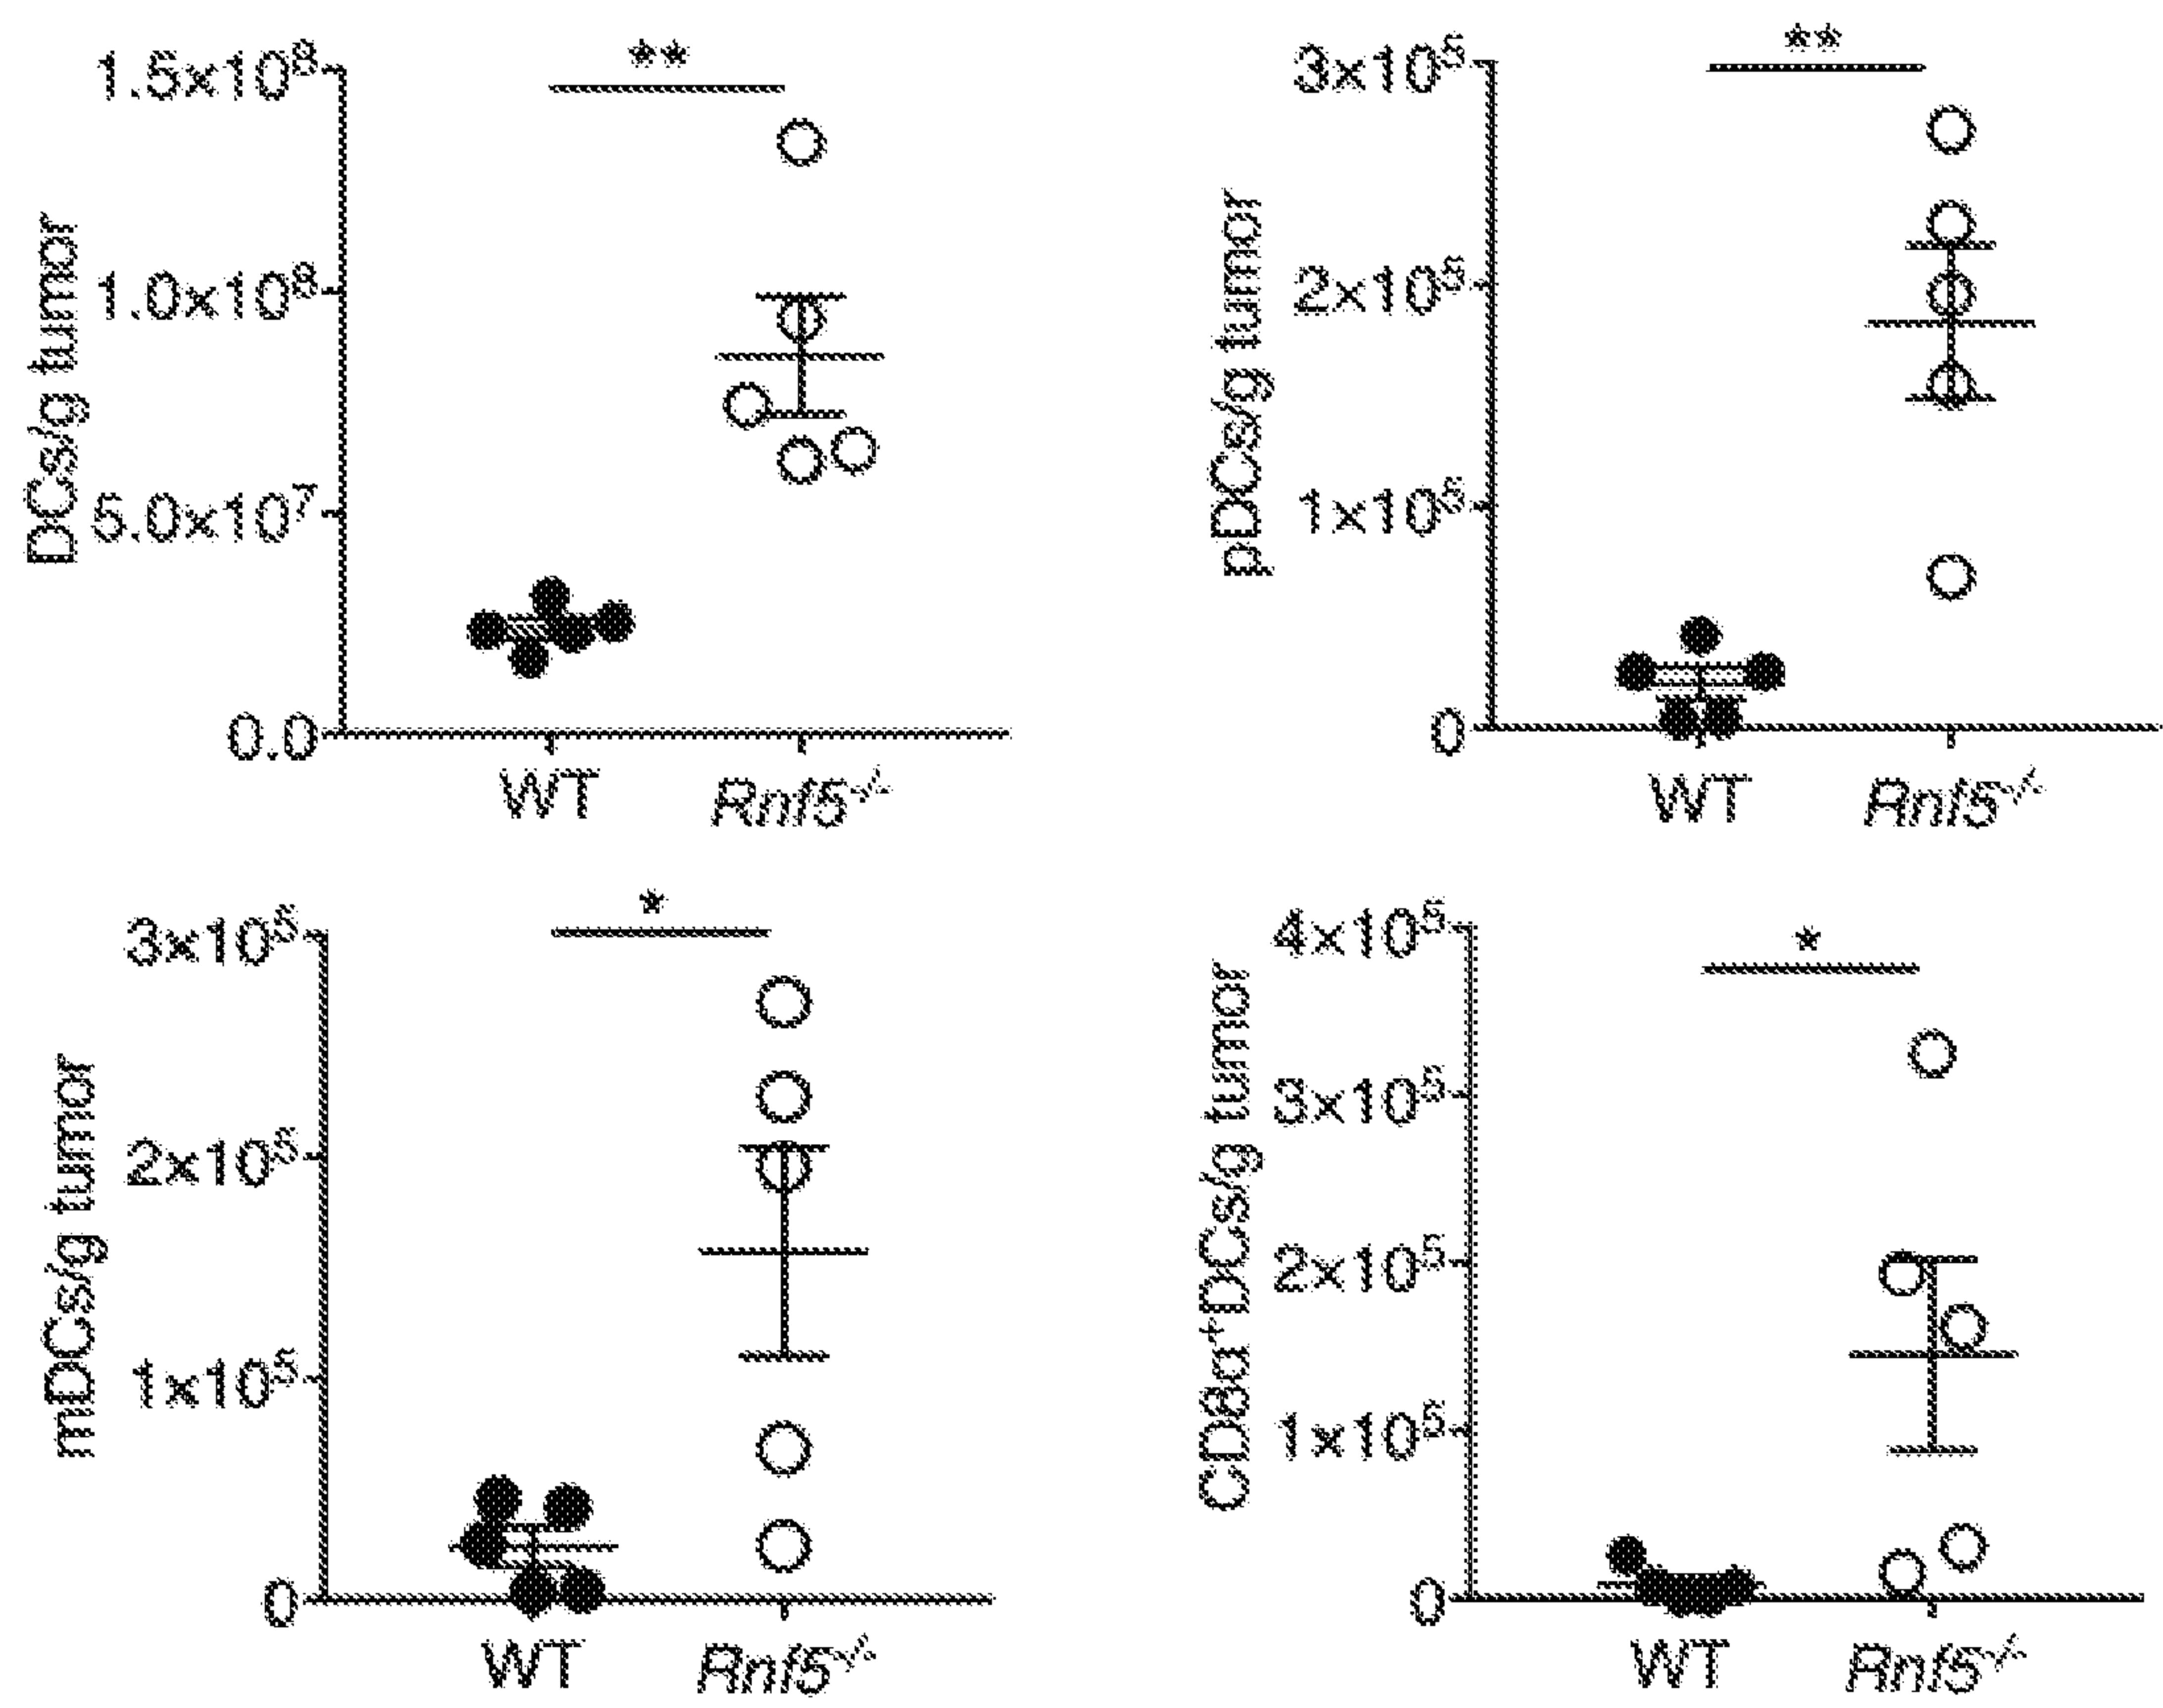 **
1.5x10⁸
1.0x10⁸
5.0x10⁷
0.0
DCs/g tumor
WT
Rnf5⁻/⁻
**
3x10⁵
2x10⁵
1x10⁵
0
pDCs/g tumor
WT
Rnf5⁻/⁻
*
3x10⁵
2x10⁵
1x10⁵
0
mDCs/g tumor
WT
Rnf5⁻/⁻
*
4x10⁵
3x10⁵
2x10⁵
1x10⁵
0
CD8α⁺DCs/g tumor
WT
Rnf5⁻/⁻